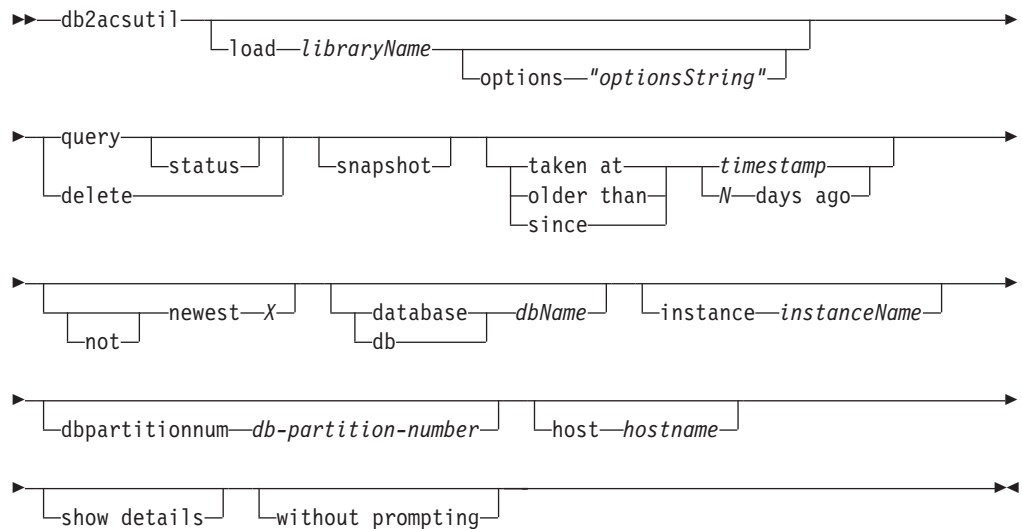 db2acsutil
load libraryName
options "optionsString"
query
status
delete
snapshot
taken at
older than
since
timestamp
N days ago
not
newest X
database
db
dbName
instance instanceName
dbpartitionnum db-partition-number
host hostname
show details
without prompting